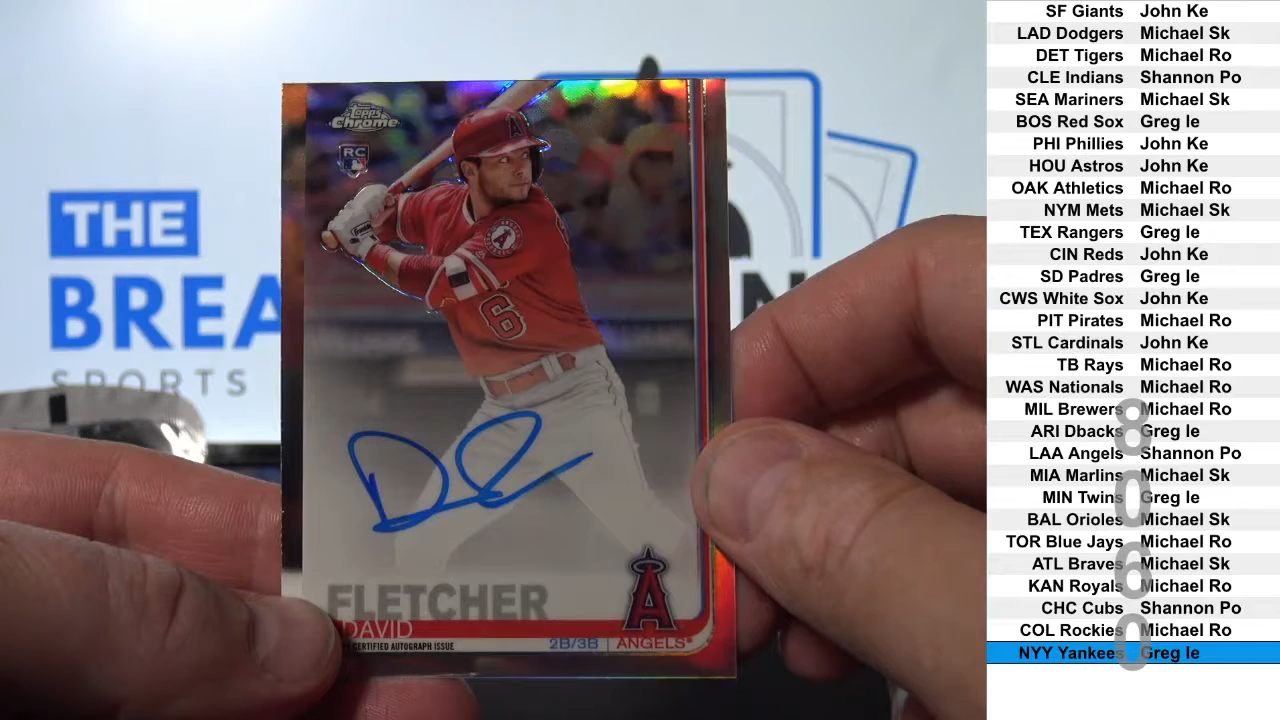 THE
BREA
SPORTS
Topps
Chrome
RC
A
6
FLETCHER
DAVID
CERTIFIED AUTOGRAPH ISSUE
2B/3B ANGELS
SF Giants John Ke
LAD Dodgers Michael Sk
DET Tigers Michael Ro
CLE Indians Shannon Po
SEA Mariners Michael Sk
BOS Red Sox Greg Ie
PHI Phillies John Ke
HOU Astros John Ke
OAK Athletics Michael Ro
NYM Mets Michael Sk
TEX Rangers Greg Ie
CIN Reds John Ke
SD Padres Greg Ie
CWS White Sox John Ke
PIT Pirates Michael Ro
STL Cardinals John Ke
TB Rays Michael Ro
WAS Nationals Michael Ro
MIL Brewers Michael Ro
ARI Dbacks Greg Ie
LAA Angels Shannon Po
MIA Marlins Michael Sk
MIN Twins Greg Ie
BAL Orioles Michael Sk
TOR Blue Jays Michael Ro
ATL Braves Michael Sk
KAN Royals Michael Ro
CHC Cubs Shannon Po
COL Rockies Michael Ro
NYY Yankees Greg Ie
8060